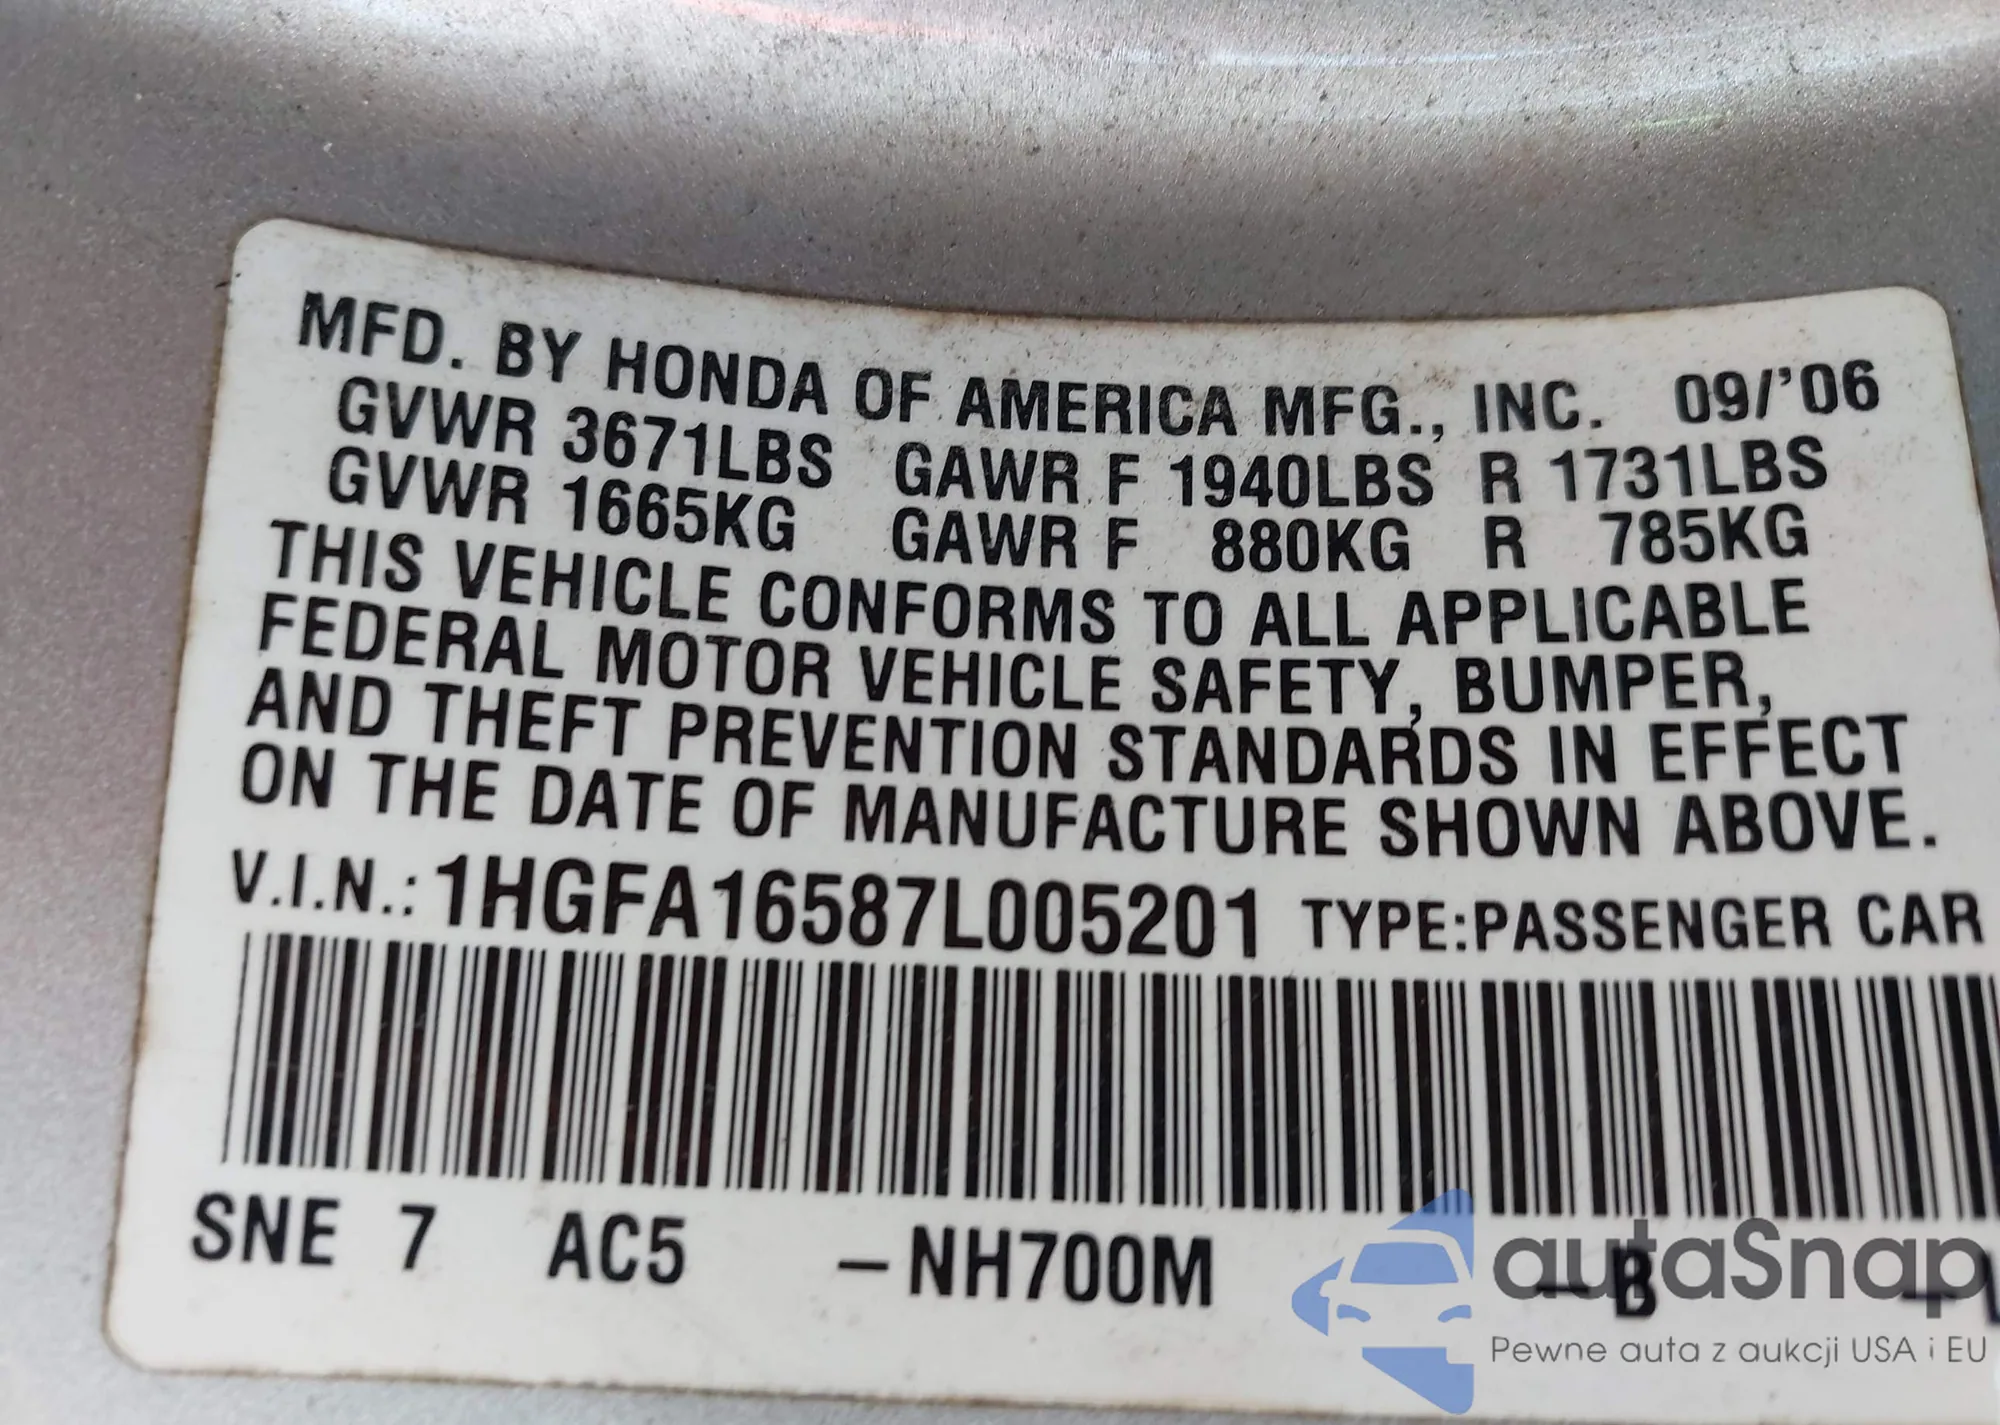 MFD. BY HONDA OF AMERICA MFG., INC. 09/'06
GVWR 3671LBS GAWR F 1940LBS R 1731LBS
GVWR 1665KG GAWR F 880KG R 785KG
THIS VEHICLE CONFORMS TO ALL APPLICABLE
FEDERAL MOTOR VEHICLE SAFETY, BUMPER,
AND THEFT PREVENTION STANDARDS IN EFFECT
ON THE DATE OF MANUFACTURE SHOWN ABOVE.
V.I.N.: 1HGFA16587L005201 TYPE:PASSENGER CAR
SNE 7 AC5 -NH700M -B
autaSnap
Pewne auta z aukcji USA i EU